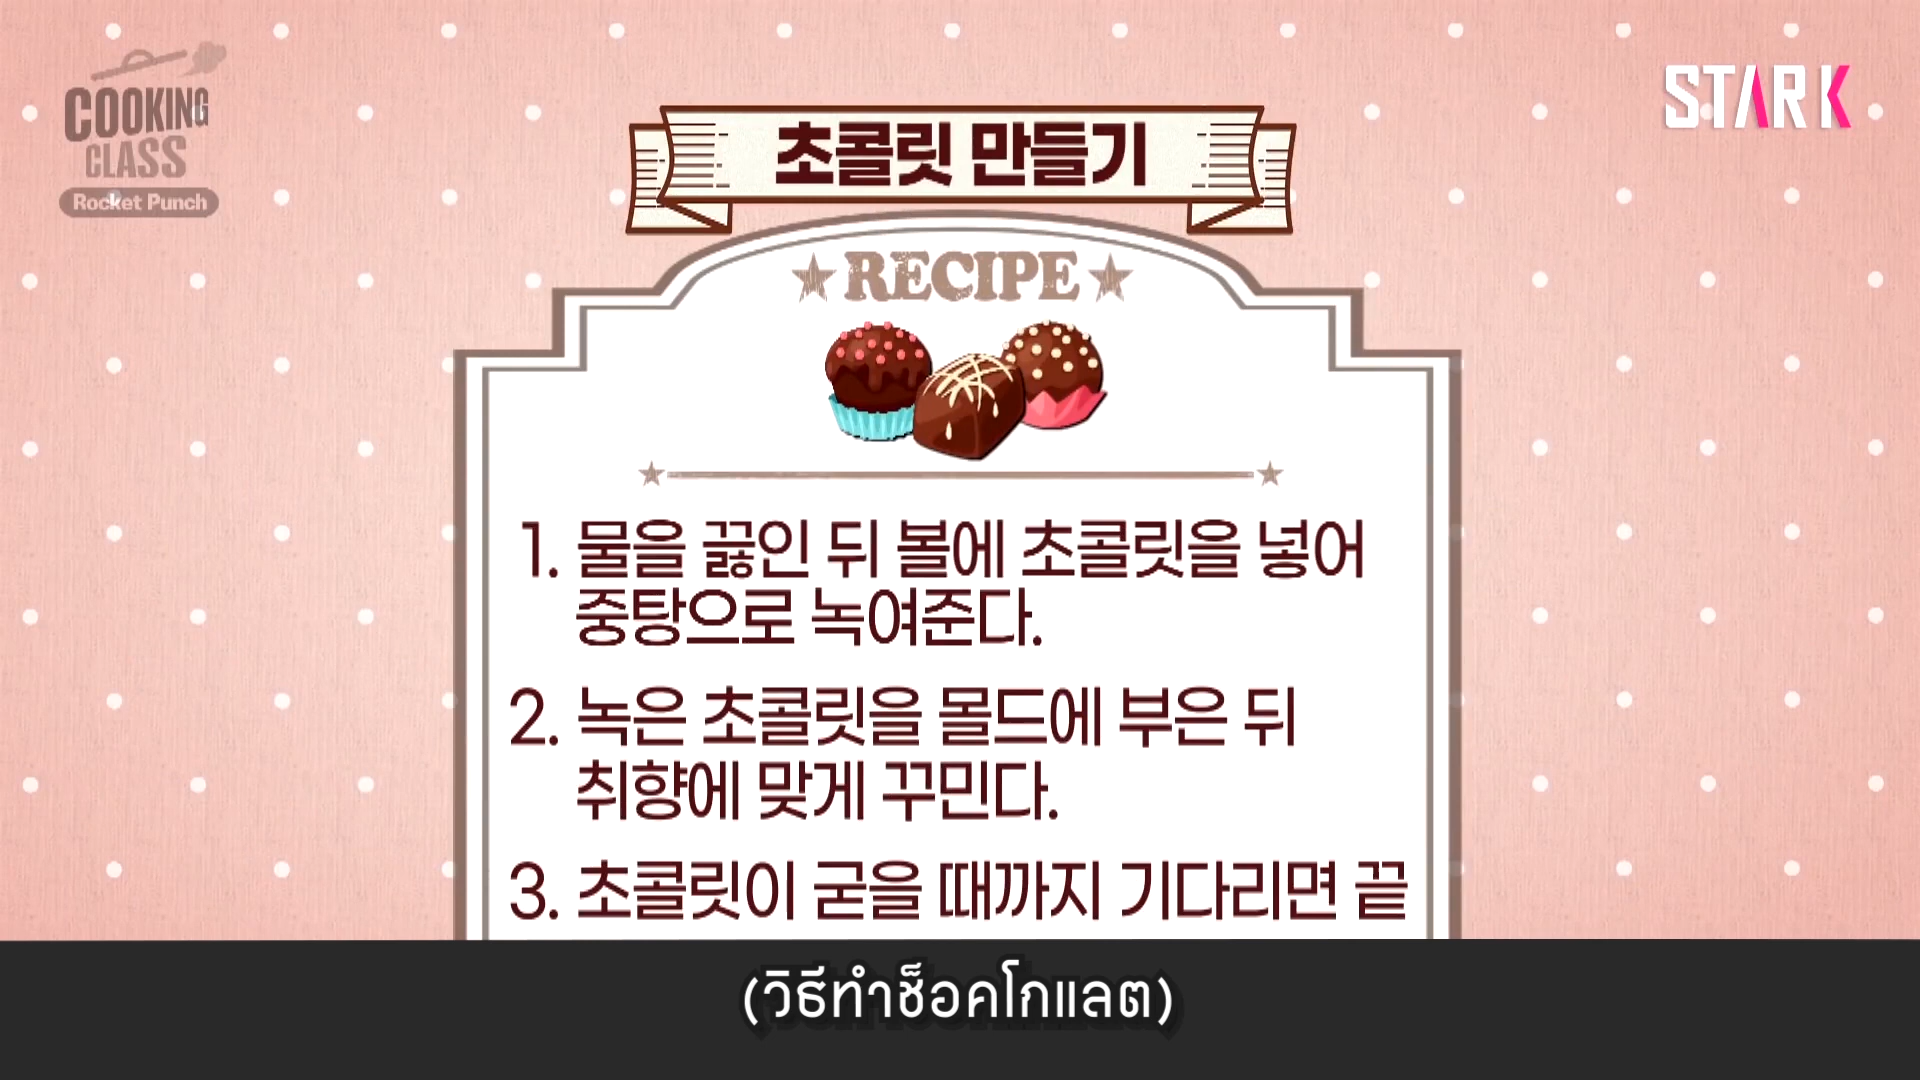 COOKING
CLASS
Rocket Punch
STAR K
초콜릿 만들기
★RECIPE★
1. 물을 끓인 뒤 볼에 초콜릿을 넣어
중탕으로 녹여준다.
2. 녹은 초콜릿을 몰드에 부은 뒤
취향에 맞게 꾸민다.
3. 초콜릿이 굳을 때까지 기다리면 끝
(วิธีทำช็อคโกแลต)